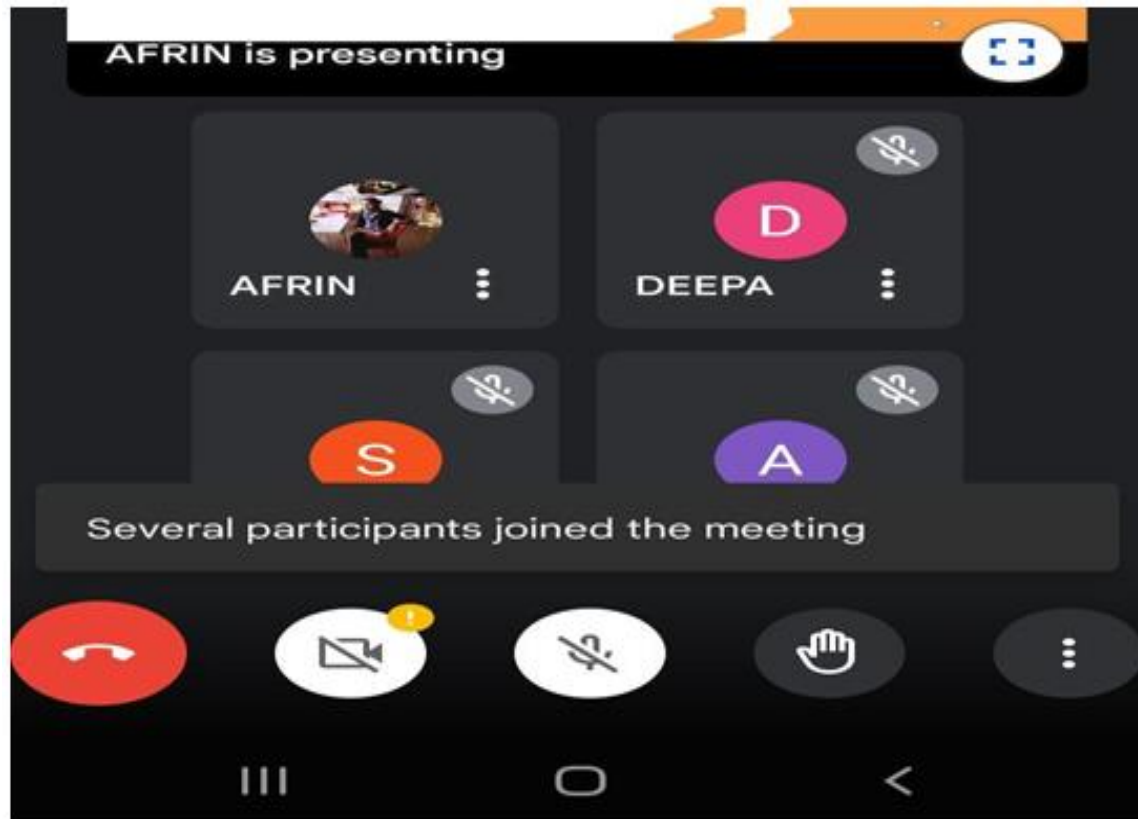 AFRIN is presenting
D
AFRIN
DEEPA
S
A
Several participants joined the meeting